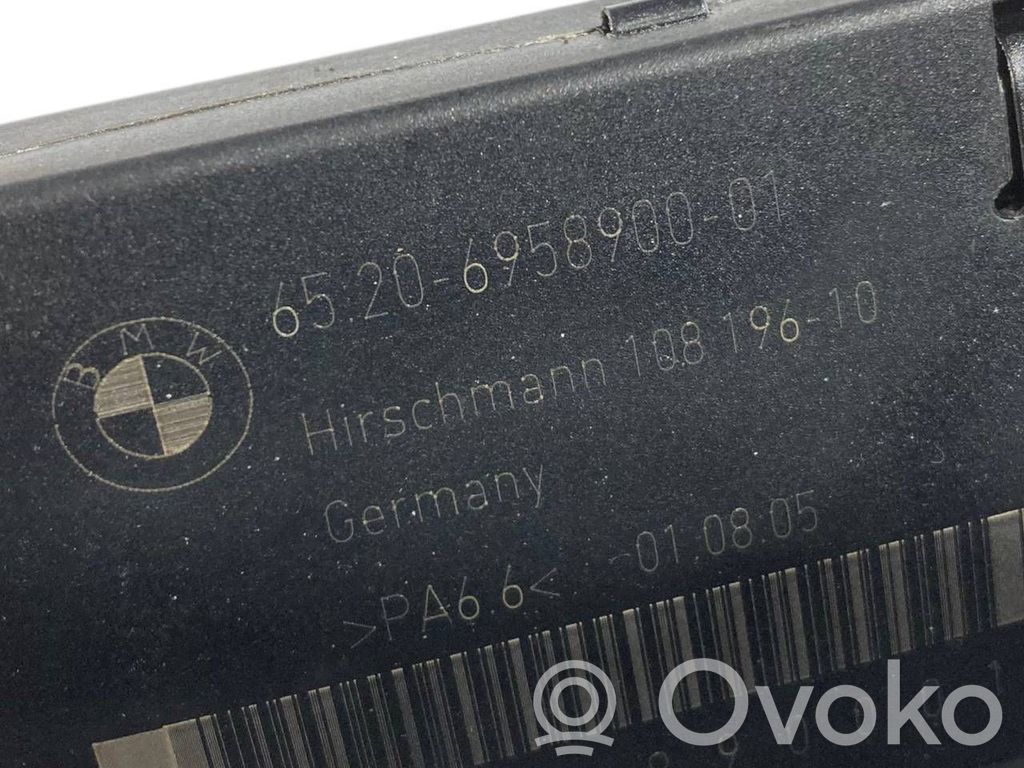 65.20-6958900-01
BMW
Hirschmann 108 196-10
Germany
>PA6.6< -01.08.05
Ovoko